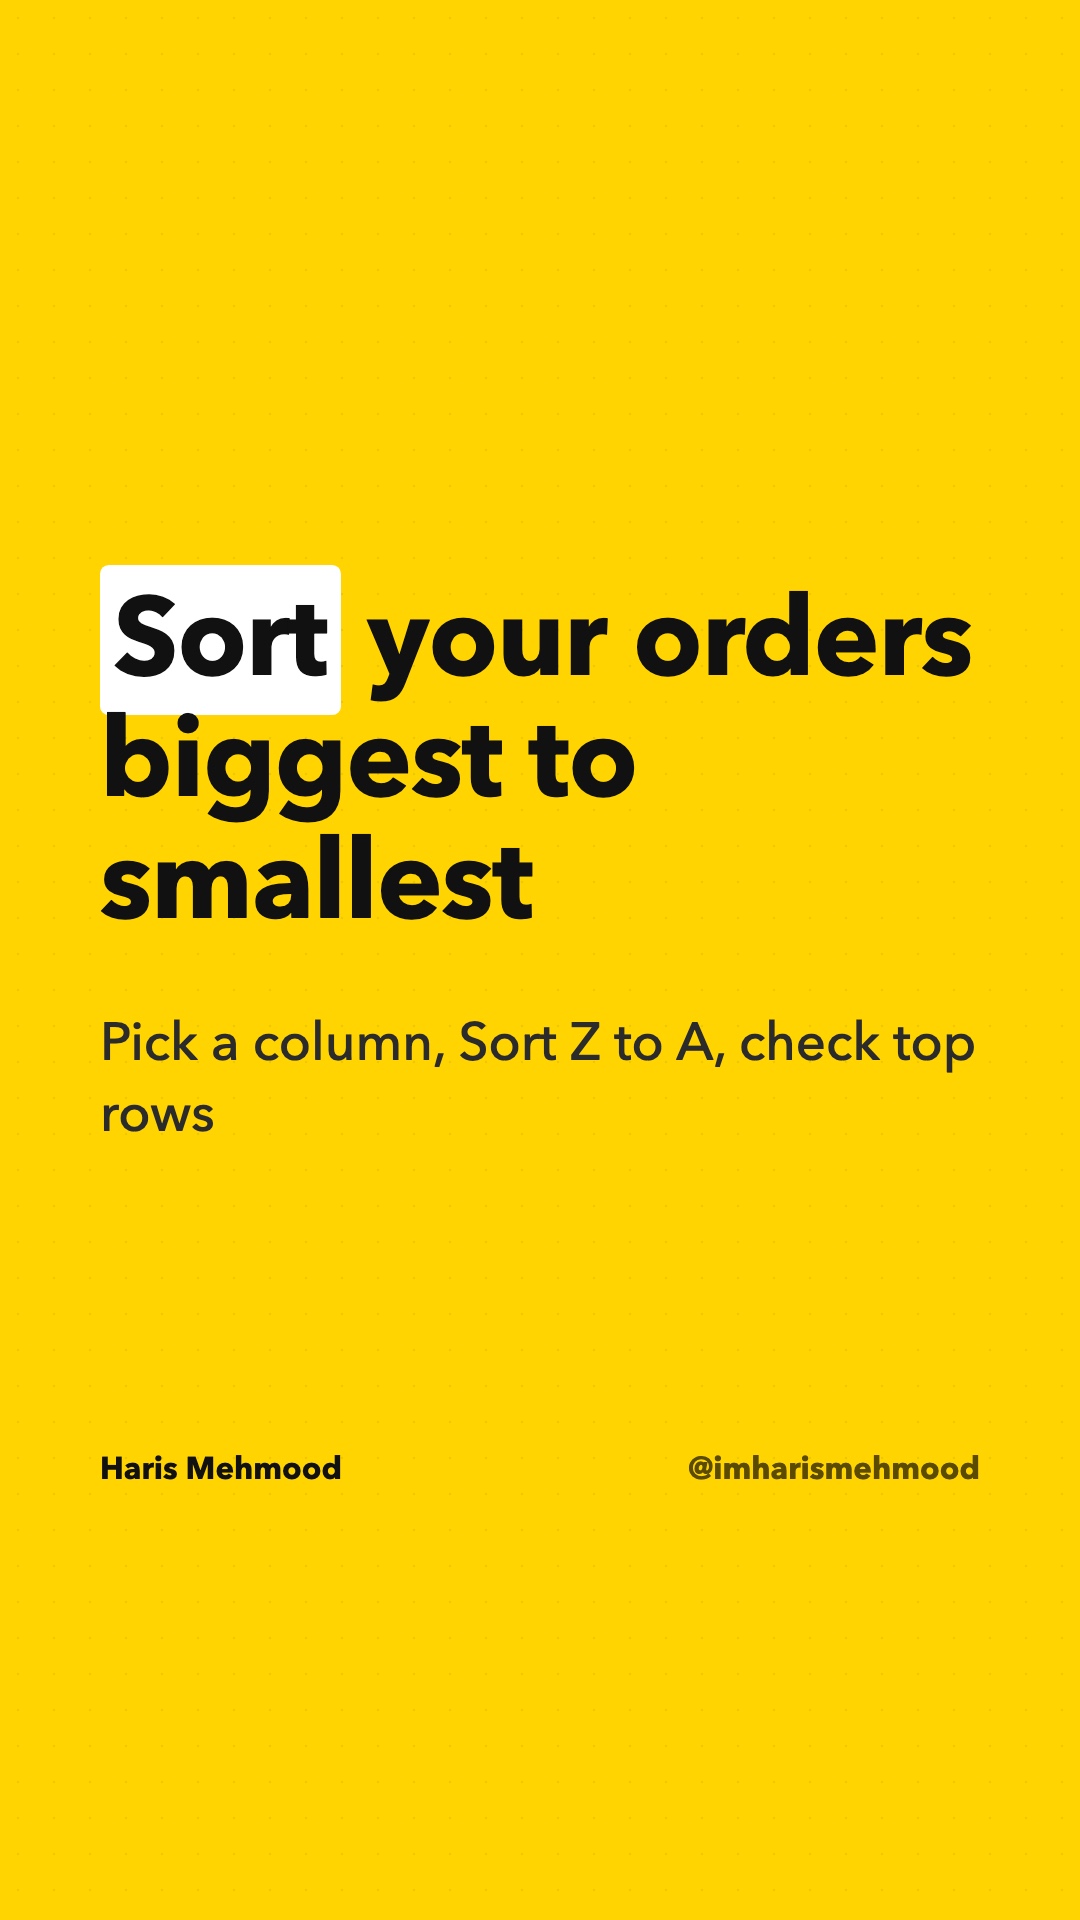 Sort your orders
biggest to
smallest
Pick a column, Sort Z to A, check top
rows
Haris Mehmood
@imharismehmood